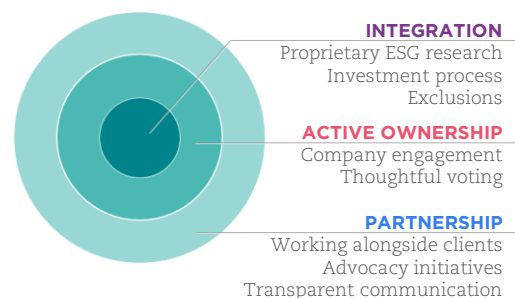 INTEGRATION
Proprietary ESG research
Investment process
Exclusions
ACTIVE OWNERSHIP
Company engagement
Thoughtful voting
PARTNERSHIP
Working alongside clients
Advocacy initiatives
Transparent communication